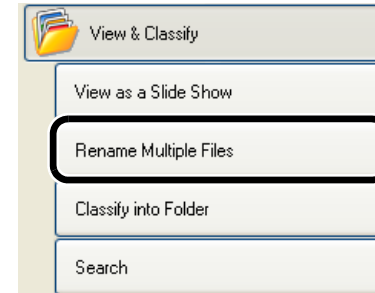 View & Classify
View as a Slide Show
Rename Multiple Files
Classify into Folder
Search